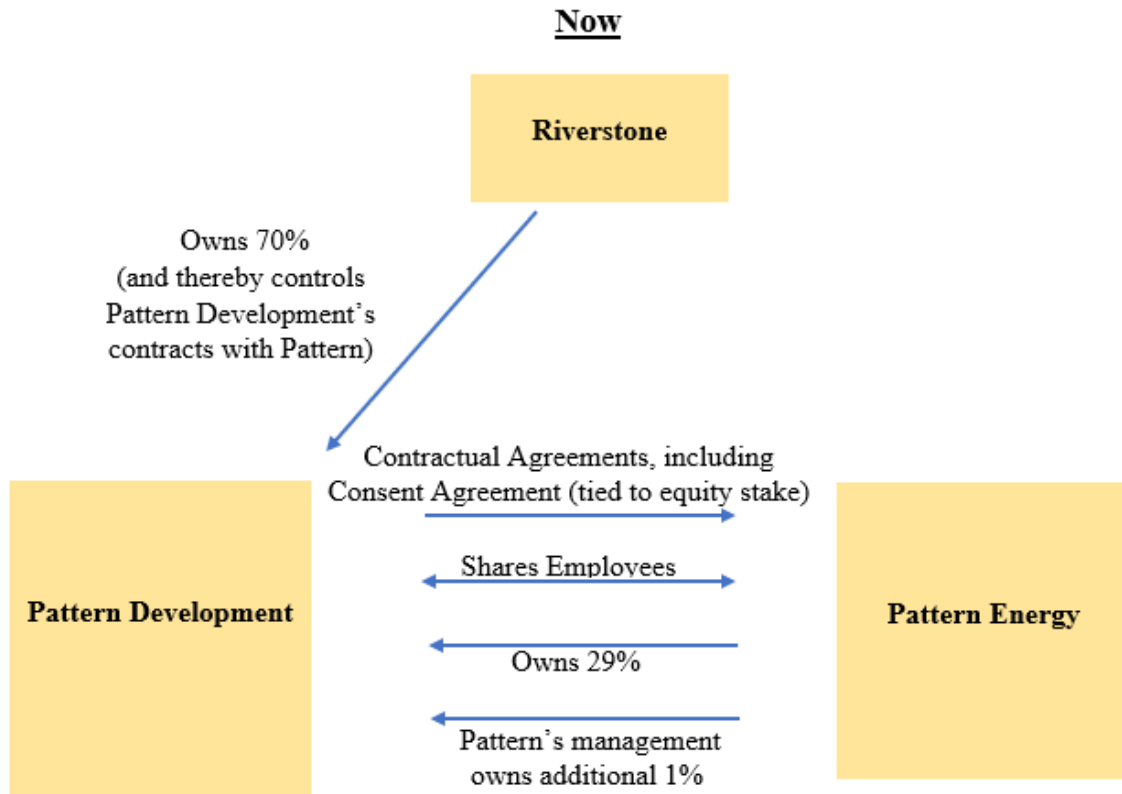 Now
Riverstone
Owns 70%
(and thereby controls
Pattern Development’s
contracts with Pattern)
Contractual Agreements, including
Consent Agreement (tied to equity stake)
Shares Employees
Pattern Development
Pattern Energy
Owns 29%
Pattern’s management
owns additional 1%